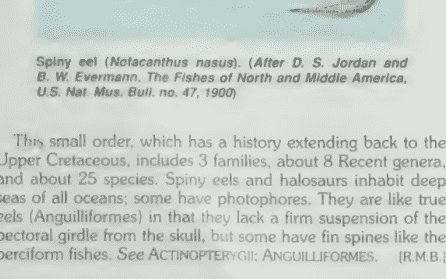 Spiny eel (Notacanthus nasus). (After D. S. Jordan and
B. W. Evermann, The Fishes of North and Middle America,
U.S. Nat. Mus. Bull. no. 47, 1900)
This small order, which has a history extending back to the
Upper Cretaceous, includes 3 families, about 8 Recent genera,
and about 25 species. Spiny eels and halosaurs inhabit deep
seas of all oceans; some have photophores. They are like true
eels (Anguilliformes) in that they lack a firm suspension of the
pectoral girdle from the skull, but some have fin spines like the
perciform fishes. See ACTINOPTERYGII; ANGUILLIFORMES. [R.M.B.]